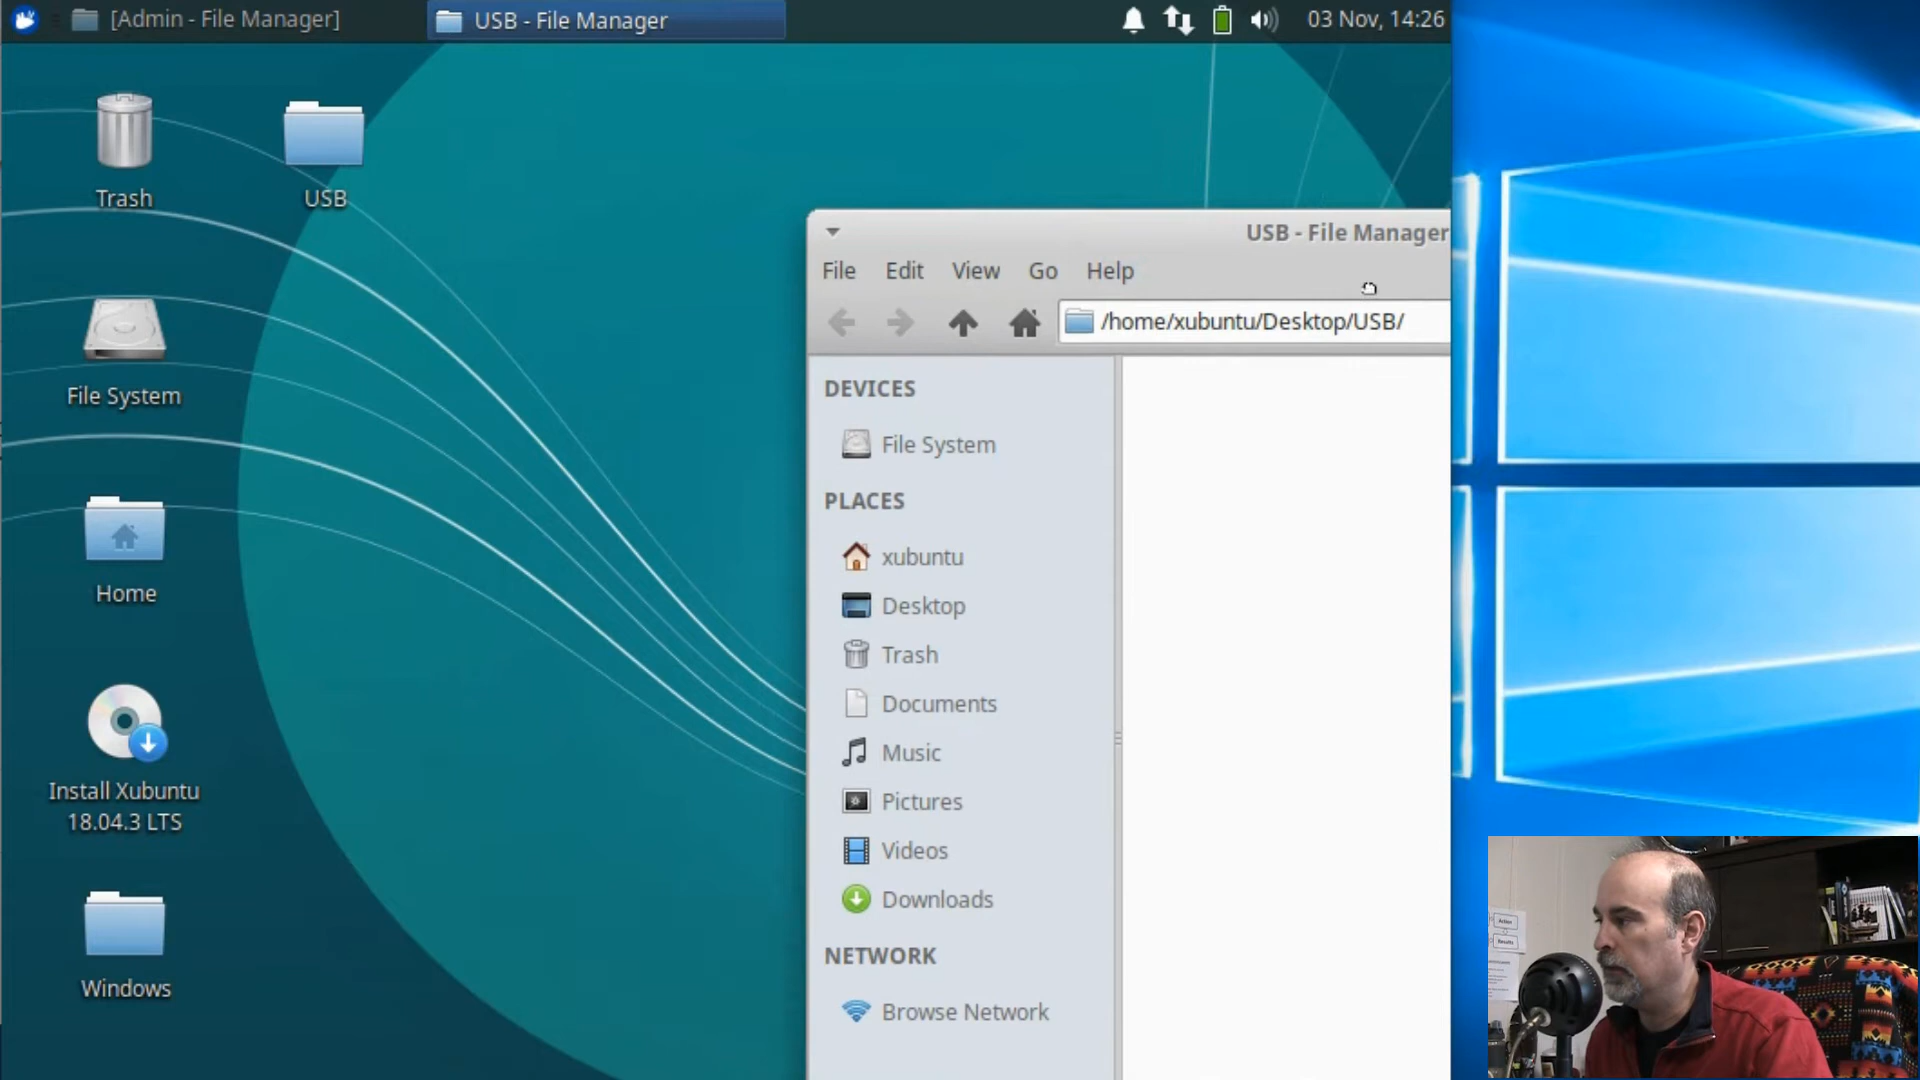 [Admin - File Manager]
USB - File Manager
03 Nov, 14:26
Trash
USB
File System
Home
Install Xubuntu
18.04.3 LTS
Windows
USB - File Manager
File Edit View Go Help
/home/xubuntu/Desktop/USB/
DEVICES
File System
PLACES
xubuntu
Desktop
Trash
Documents
Music
Pictures
Videos
Downloads
NETWORK
Browse Network
Action
Results